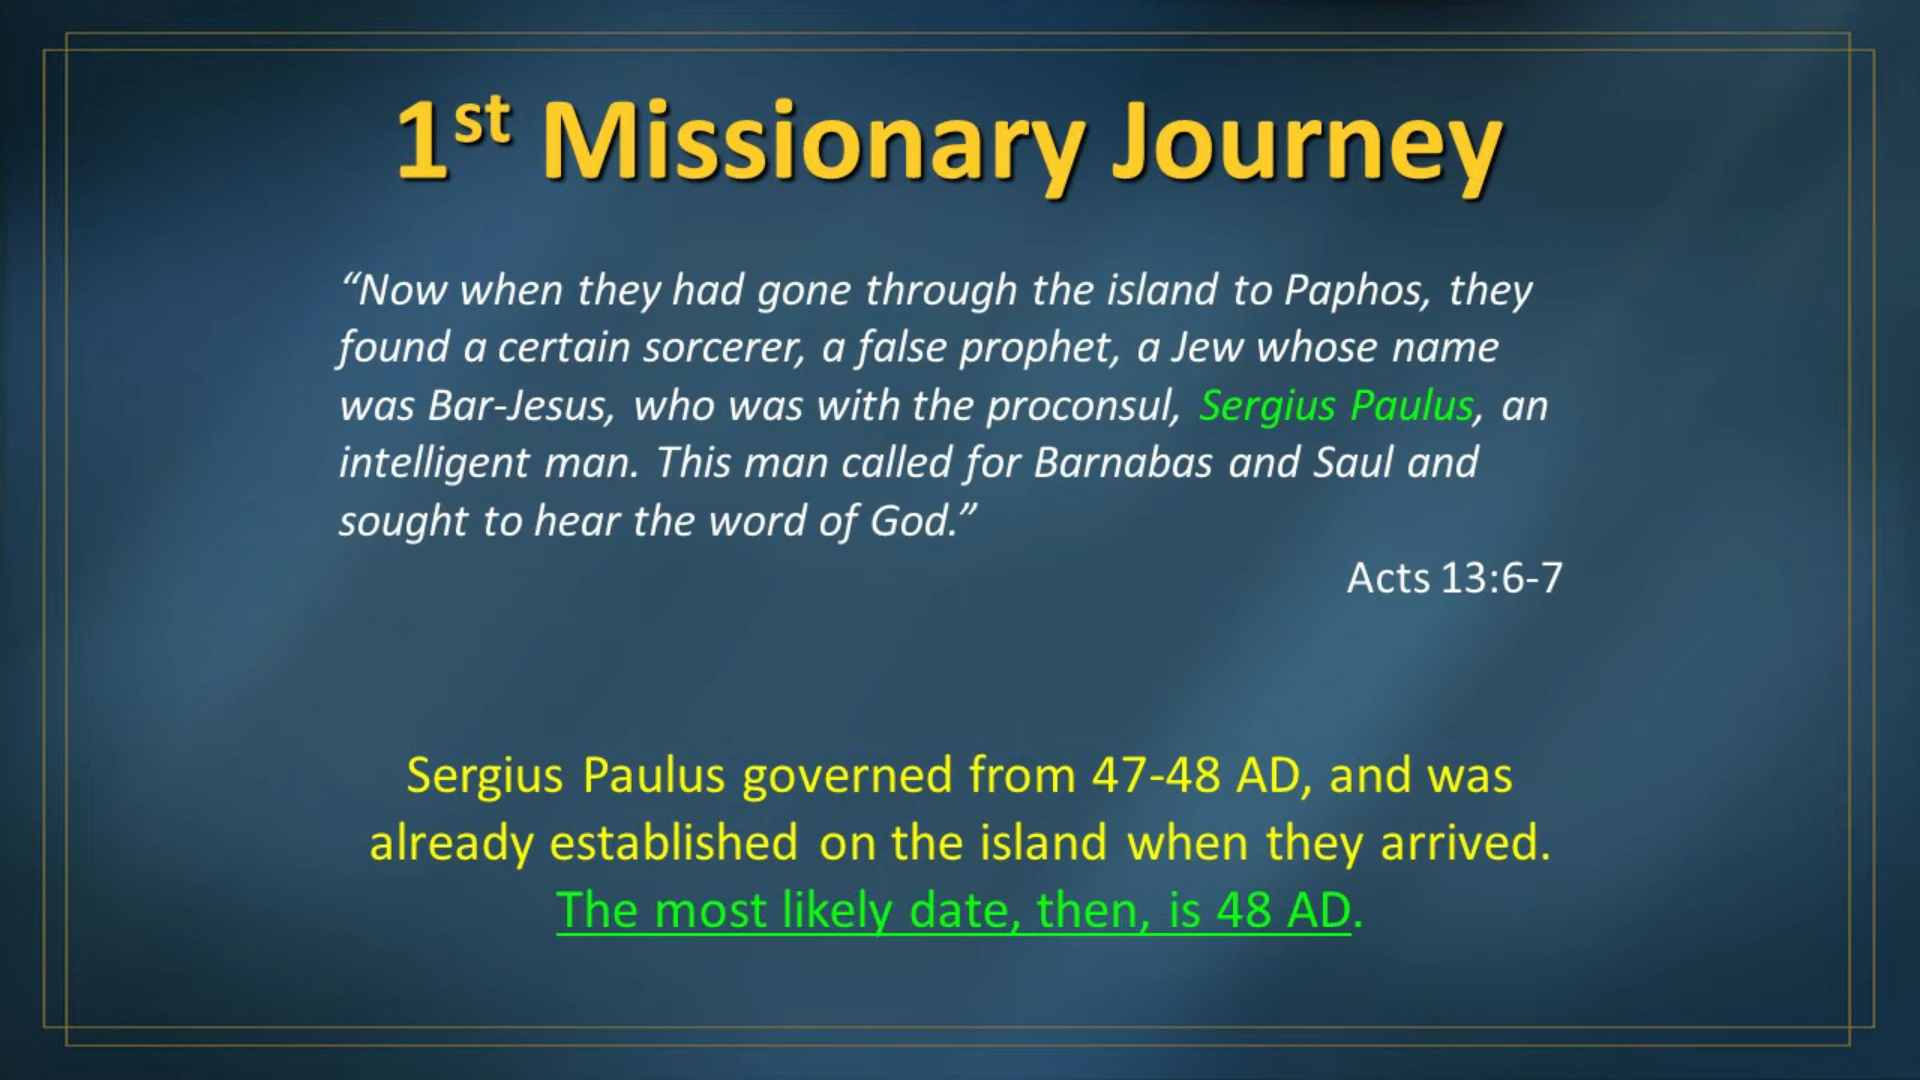 1st Missionary Journey
“Now when they had gone through the island to Paphos, they
found a certain sorcerer, a false prophet, a Jew whose name
was Bar-Jesus, who was with the proconsul, Sergius Paulus, an
intelligent man. This man called for Barnabas and Saul and
sought to hear the word of God.”
Acts 13:6-7
Sergius Paulus governed from 47-48 AD, and was
already established on the island when they arrived.
The most likely date, then, is 48 AD.